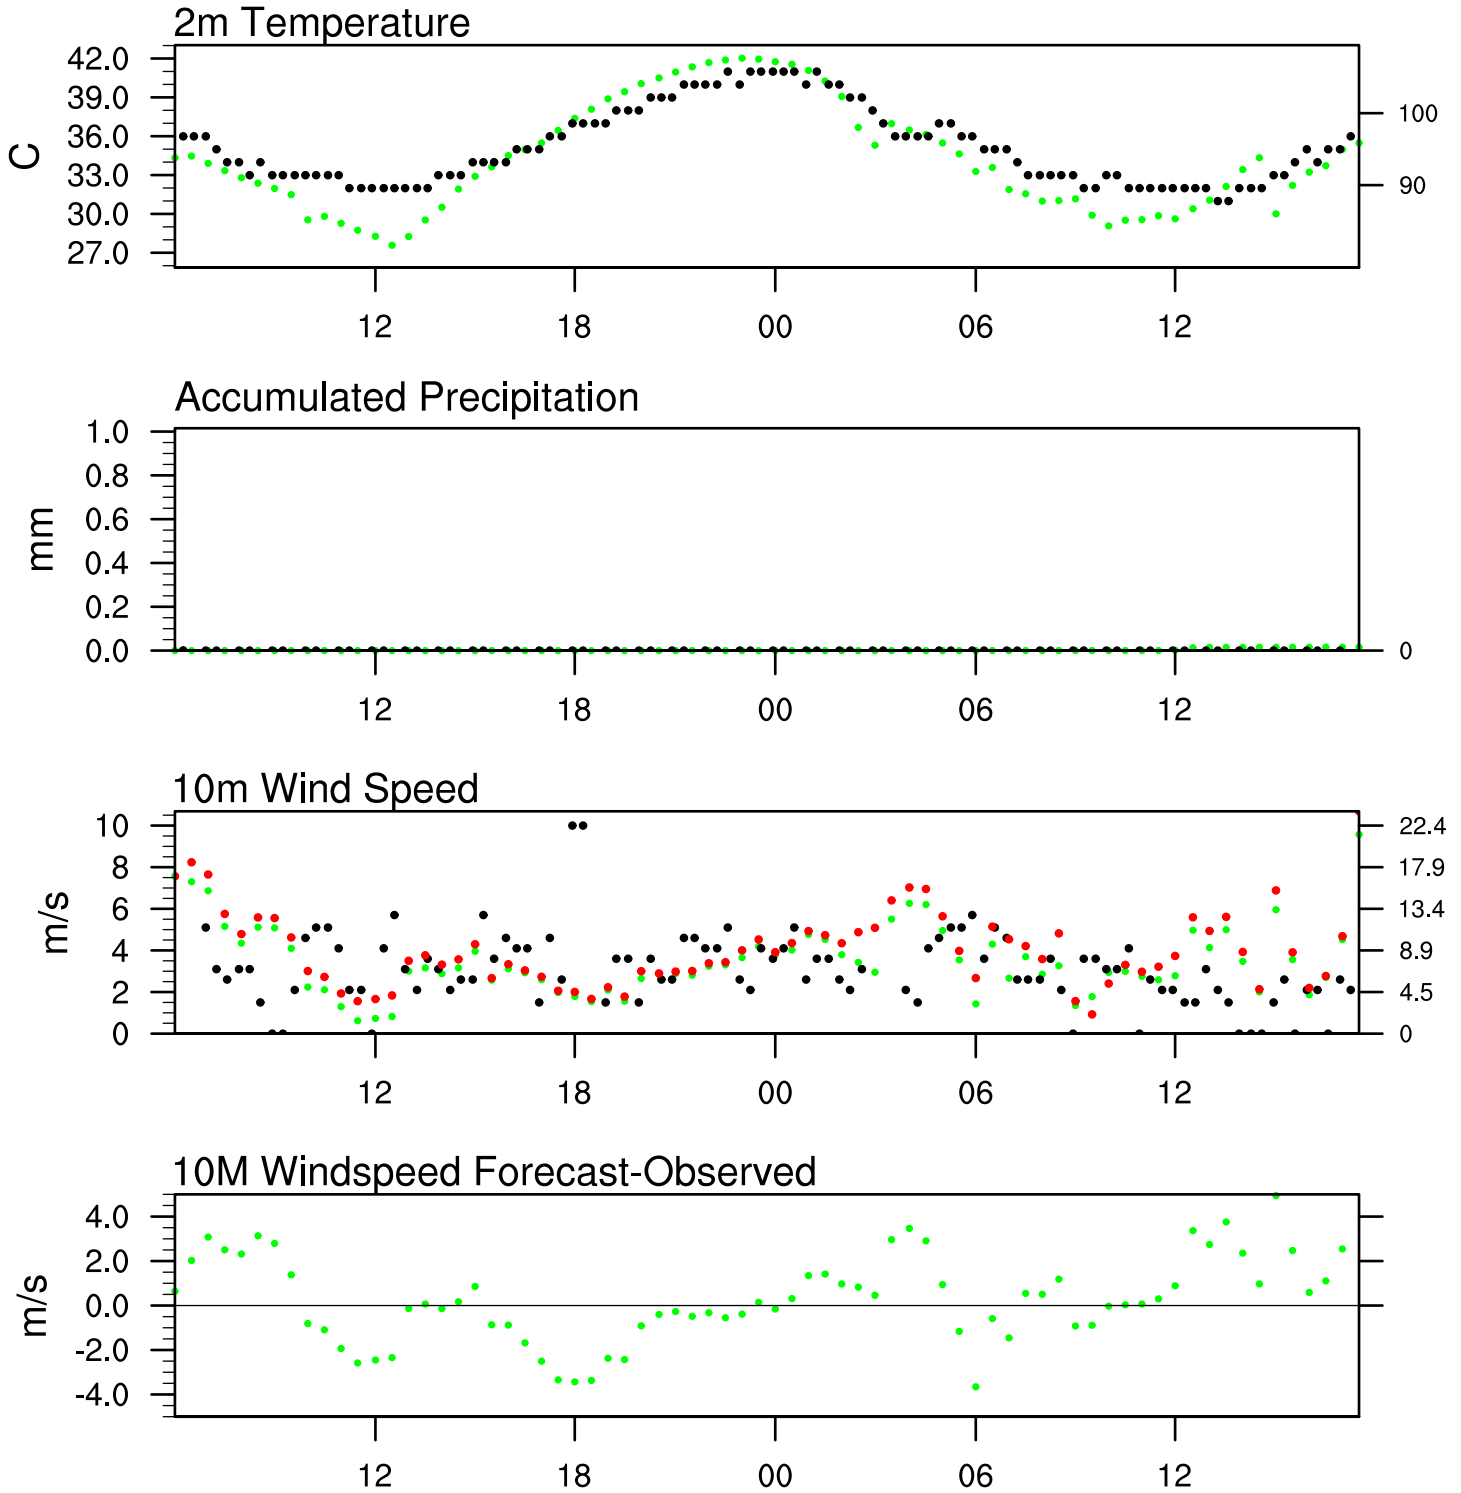 2m Temperature
42.0
39.0
36.0
33.0
30.0
27.0
C
100
90
12 18 00 06 12
Accumulated Precipitation
1.0
0.8
0.6
0.4
0.2
0.0
mm
0
12 18 00 06 12
10m Wind Speed
10
8
6
4
2
0
m/s
22.4
17.9
13.4
8.9
4.5
0
12 18 00 06 12
10M Windspeed Forecast-Observed
4.0
2.0
0.0
-2.0
-4.0
m/s
12 18 00 06 12